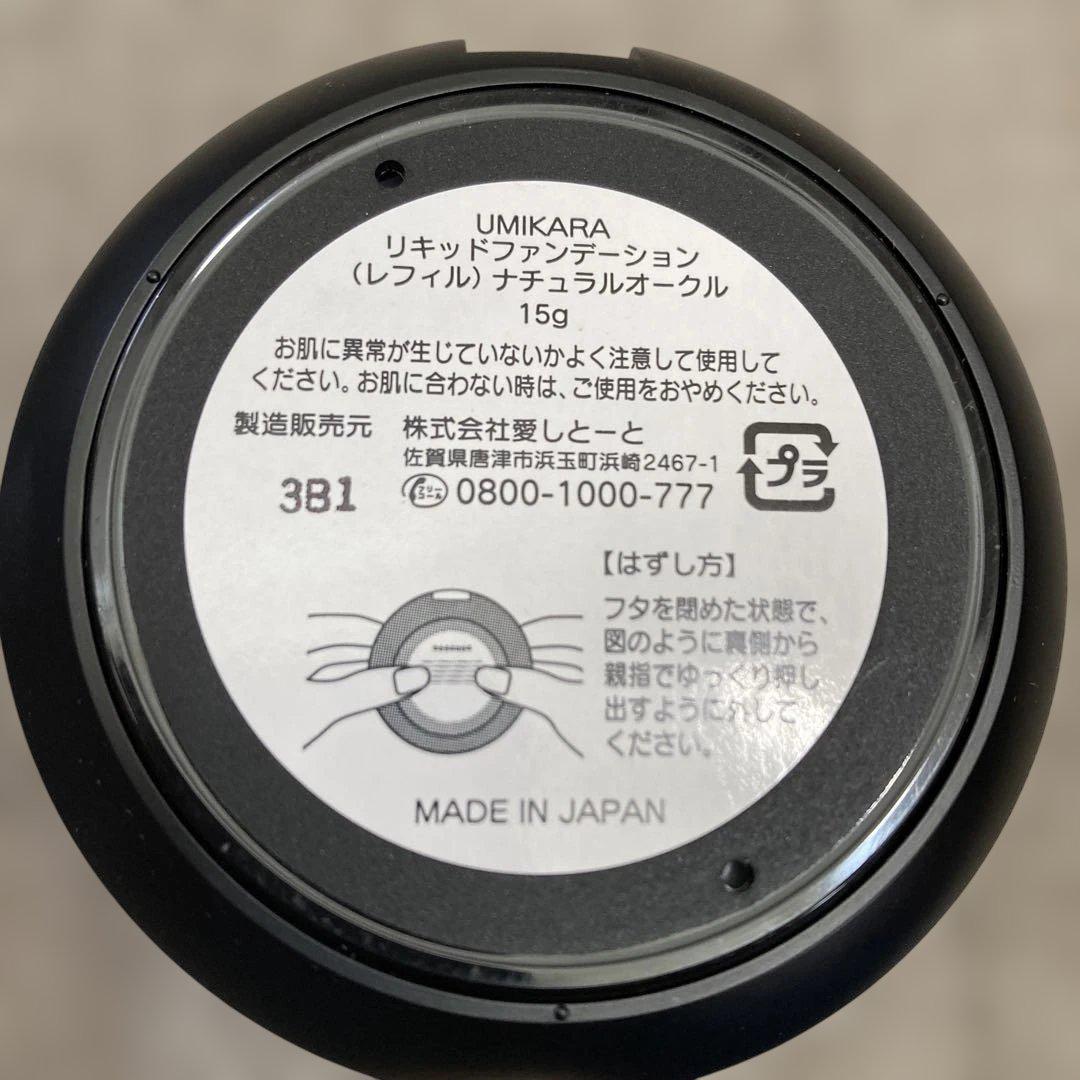 UMIKARA
リキッドファンデーション
(レフィル) ナチュラルオークル
15g
お肌に異常が生じていないかよく注意して使用して
ください。お肌に合わない時は、ご使用をおやめください。
製造販売元 株式会社愛しとーと
佐賀県唐津市浜玉町浜崎2467-1
フリーコール 0800-1000-777
プラ
3B1
【はずし方】
フタを閉めた状態で、
図のように裏側から
親指でゆっくり押し
出すように外して
ください。
MADE IN JAPAN